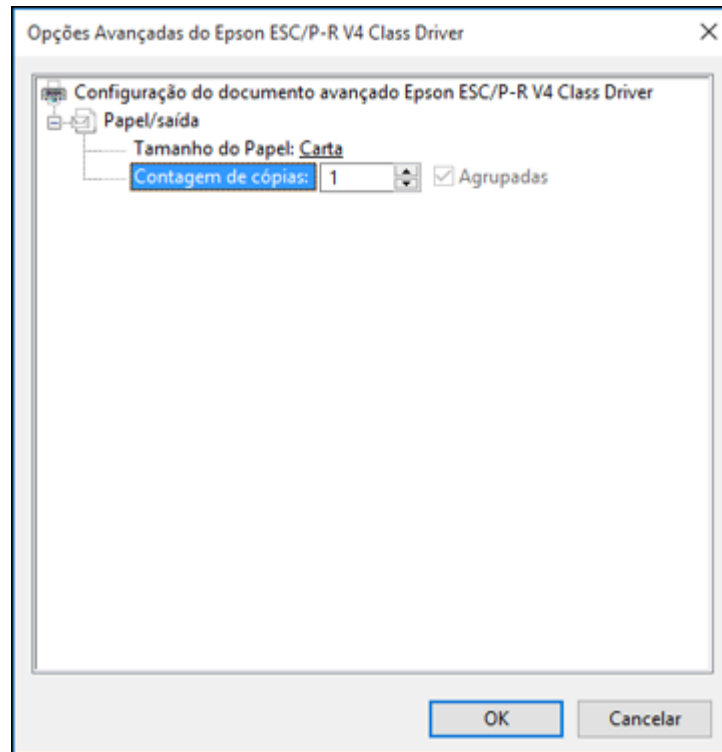 Opções Avançadas do Epson ESC/P-R V4 Class Driver
Configuração do documento avançado Epson ESC/P-R V4 Class Driver
Papel/saída
Tamanho do Papel: Carta
Contagem de cópias: 1 Agrupadas
OK Cancelar